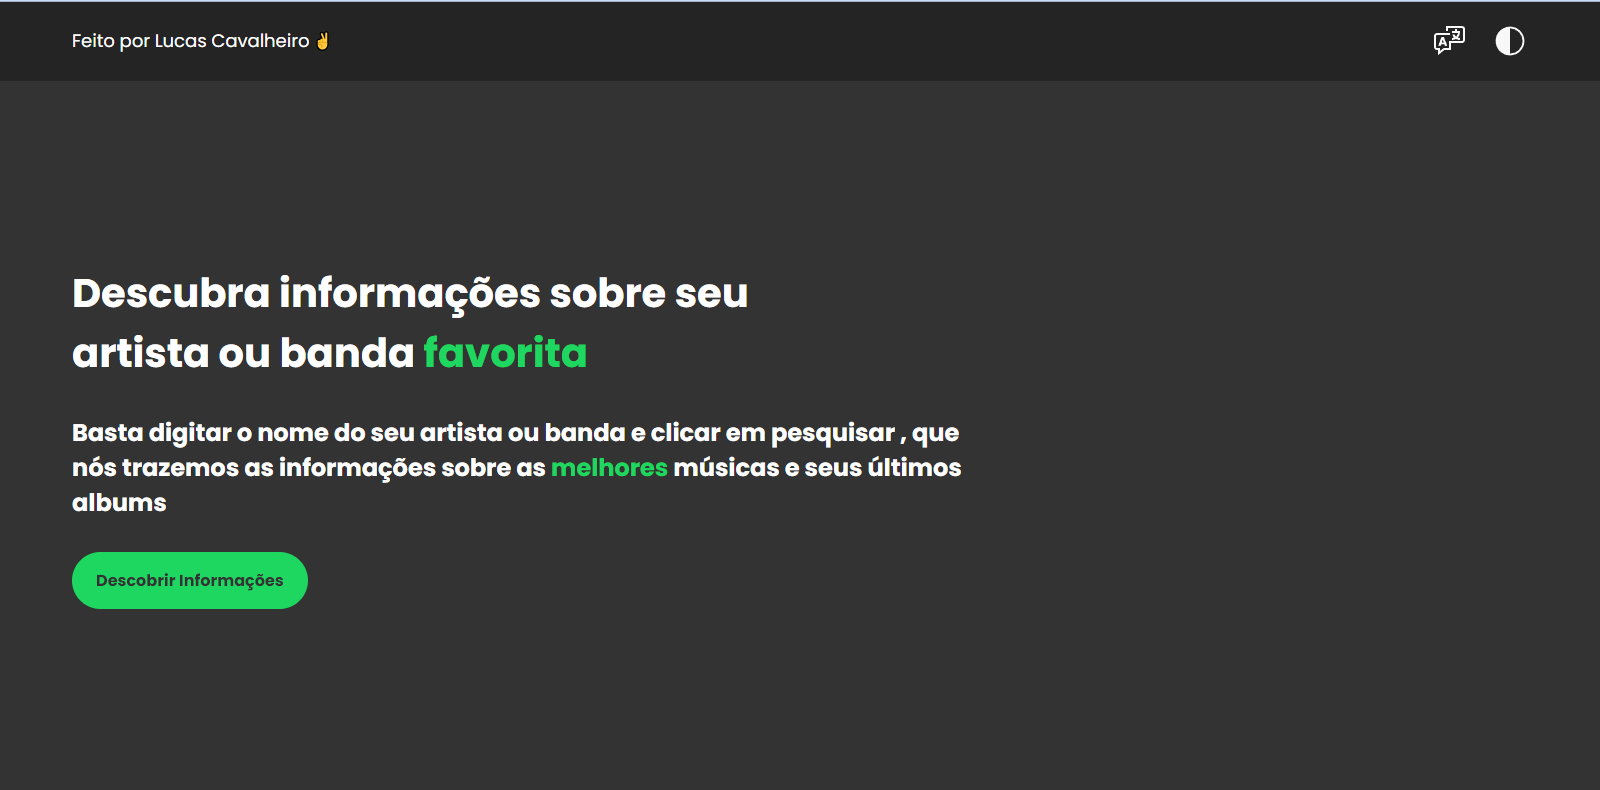 Feito por Lucas Cavalheiro ✌
A 文
Descubra informações sobre seu
artista ou banda favorita
Basta digitar o nome do seu artista ou banda e clicar em pesquisar , que
nós trazemos as informações sobre as melhores músicas e seus últimos
albums
Descobrir Informações